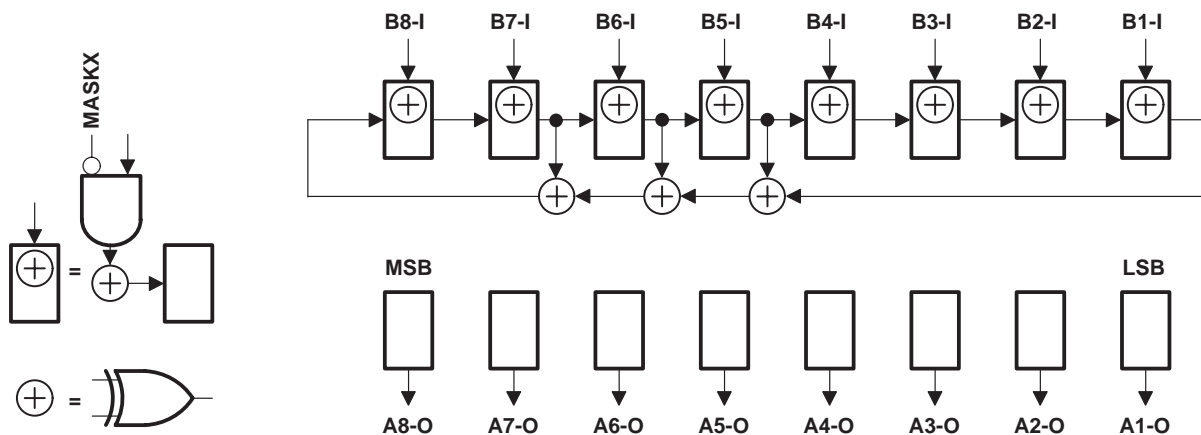 B8-I B7-I B6-I B5-I B4-I B3-I B2-I B1-I
MASKX
=
MSB LSB
=
A8-O A7-O A6-O A5-O A4-O A3-O A2-O A1-O